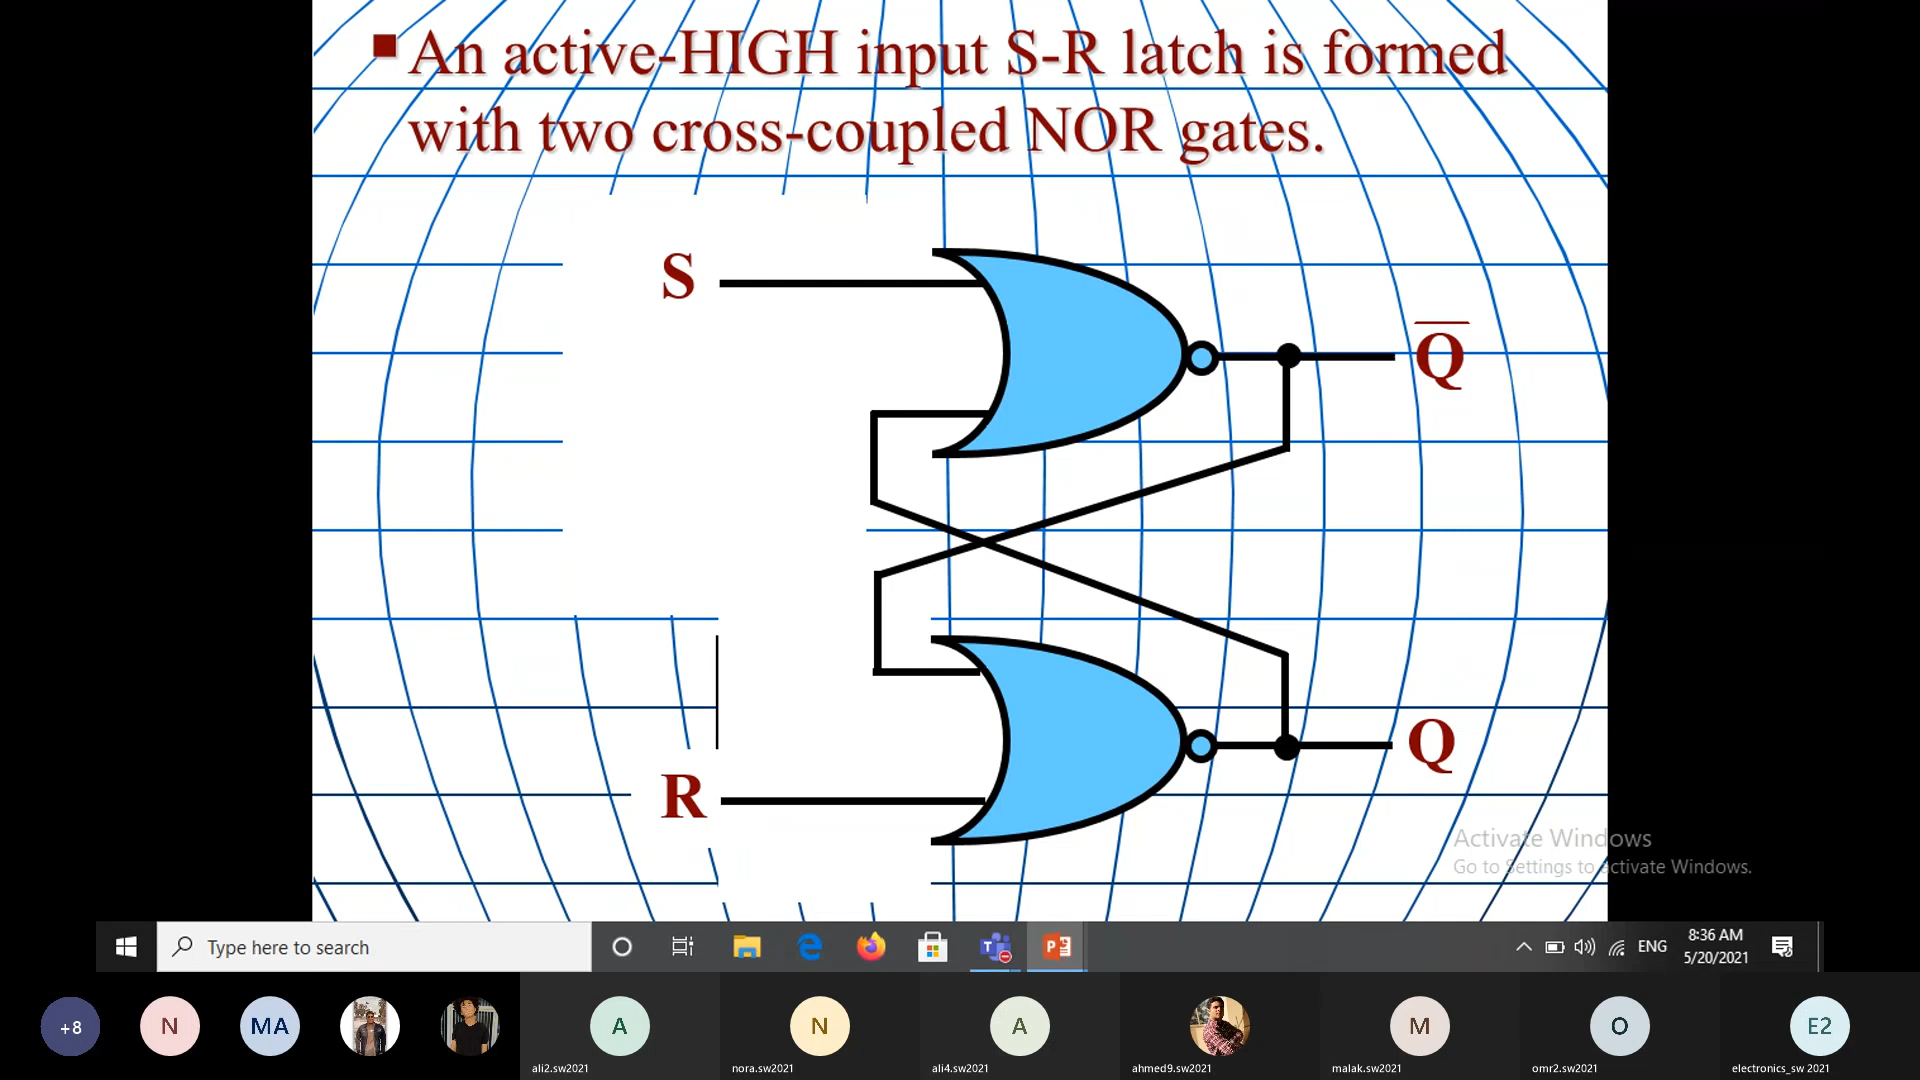 An active-HIGH input S-R latch is formed
with two cross-coupled NOR gates.
S
Q
R
Q
Activate Windows
Go to Settings to activate Windows.
Type here to search
ENG
8:36 AM
5/20/2021
+8
N
MA
A
N
A
M
O
E2
ali2.sw2021
nora.sw2021
ali4.sw2021
ahmed9.sw2021
malak.sw2021
omr2.sw2021
electronics_sw 2021